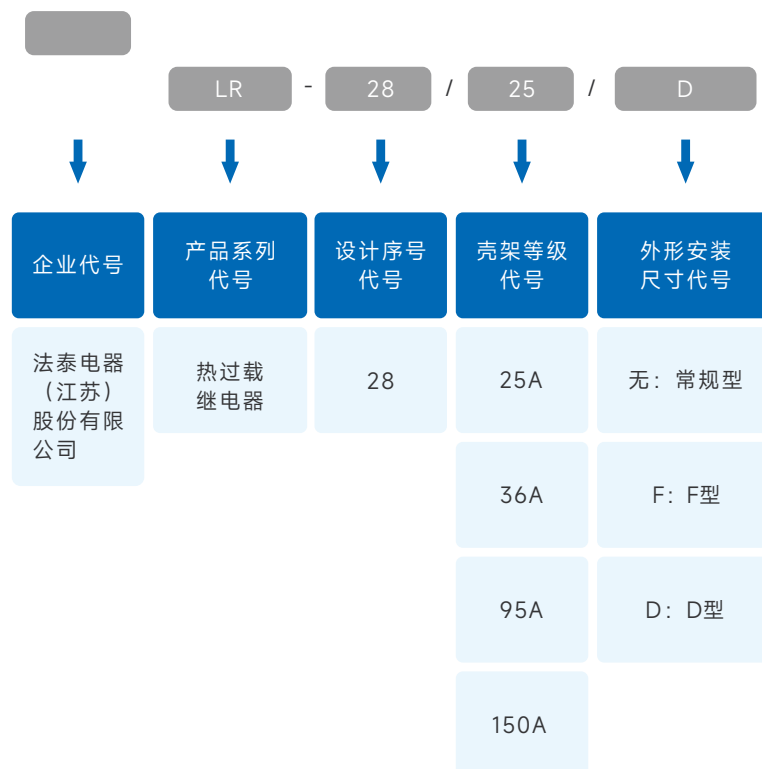 LR - 28 / 25 / D
企业代号
产品系列
代号
设计序号
代号
壳架等级
代号
外形安装
尺寸代号
法泰电器
（江苏）
股份有限
公司
热过载
继电器
28
25A
无：常规型
36A
F：F型
95A
D：D型
150A